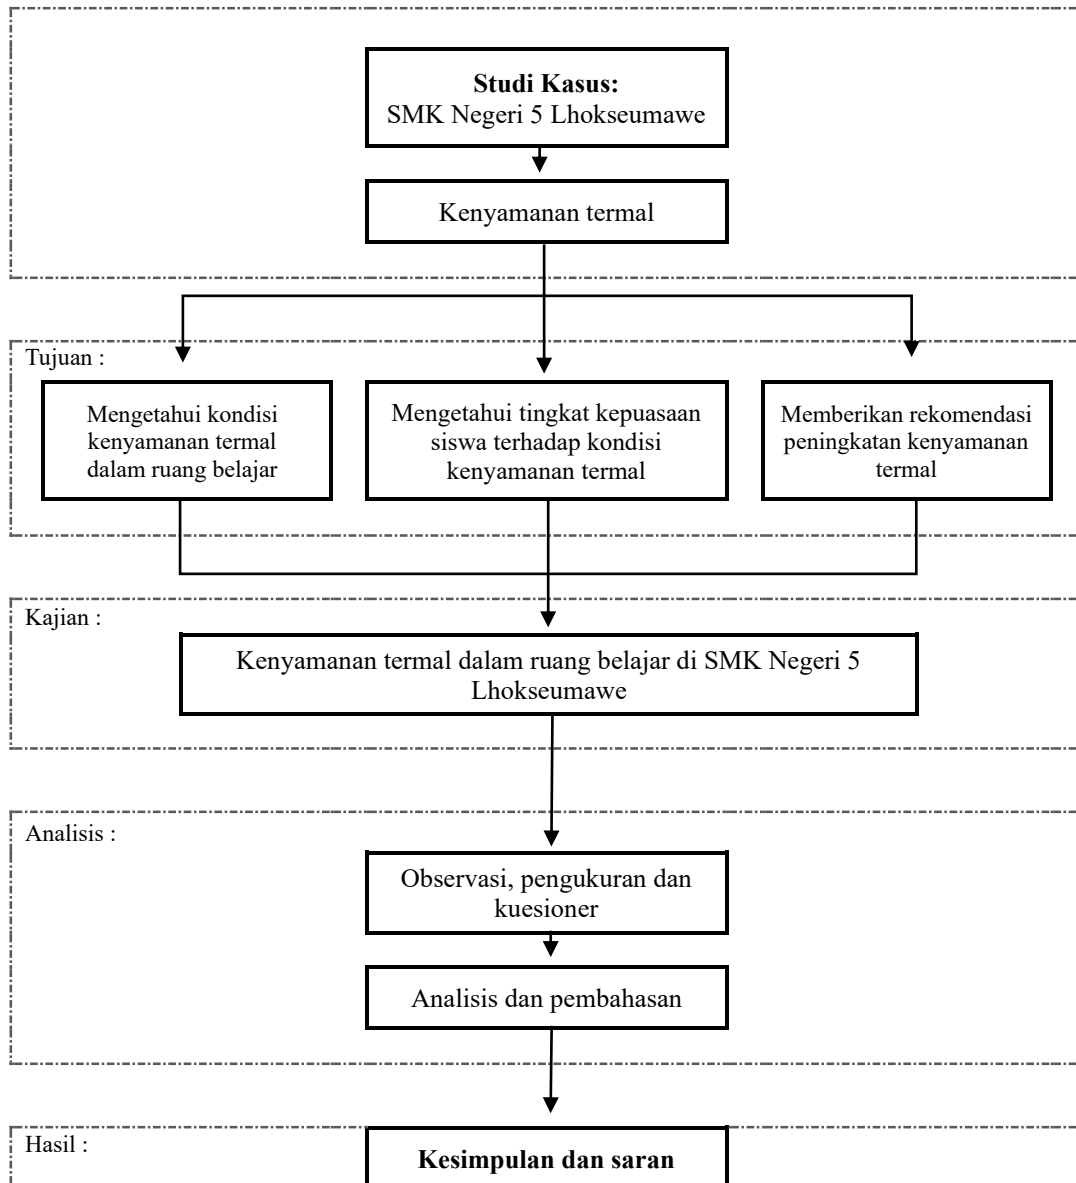 Studi Kasus:
SMK Negeri 5 Lhokseumawe
Kenyamanan termal
Tujuan :
Mengetahui kondisi
kenyamanan termal
dalam ruang belajar
Mengetahui tingkat kepuasaan
siswa terhadap kondisi
kenyamanan termal
Memberikan rekomendasi
peningkatan kenyamanan
termal
Kajian :
Kenyamanan termal dalam ruang belajar di SMK Negeri 5
Lhokseumawe
Analisis :
Observasi, pengukuran dan
kuesioner
Analisis dan pembahasan
Hasil :
Kesimpulan dan saran